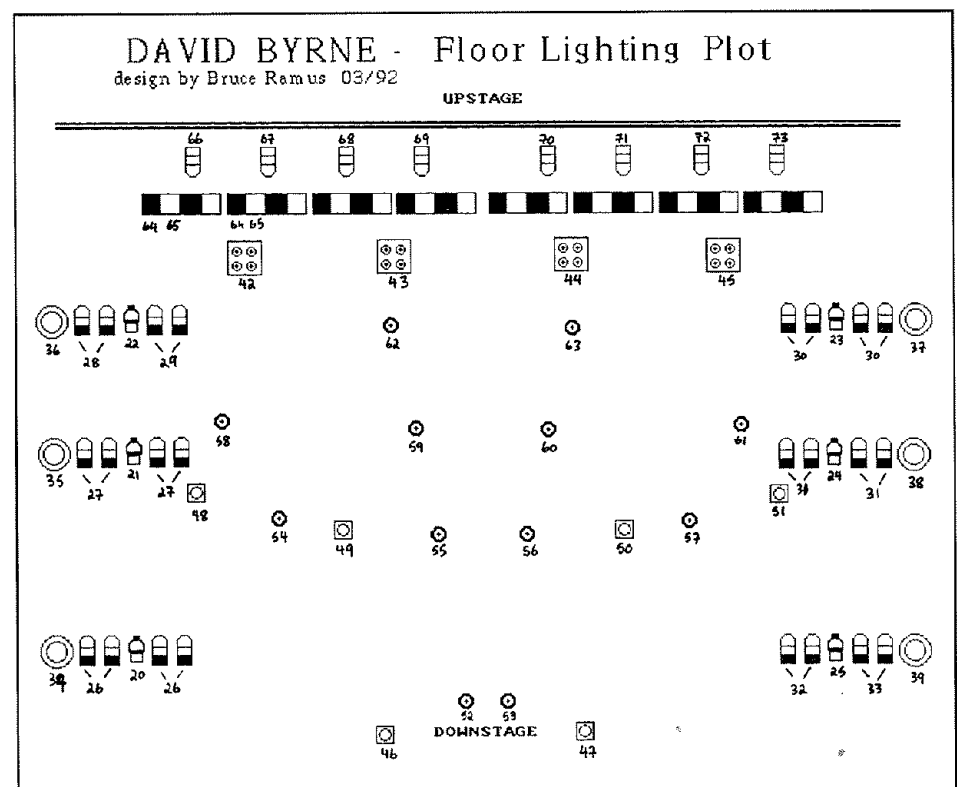 DAVID BYRNE - Floor Lighting Plot
design by Bruce Ramus 03/92
UPSTAGE
66 67 68 69 70 71 72 73
64 65 64 65
42 43 44 45
36 28 22 29 62 63 30 23 30 37
58 59 60 61
35 27 21 27 31 24 31 38
48 51
54 49 55 56 50 57
26 20 26 32 25 33 39
52 53
DOWNSTAGE
46 47